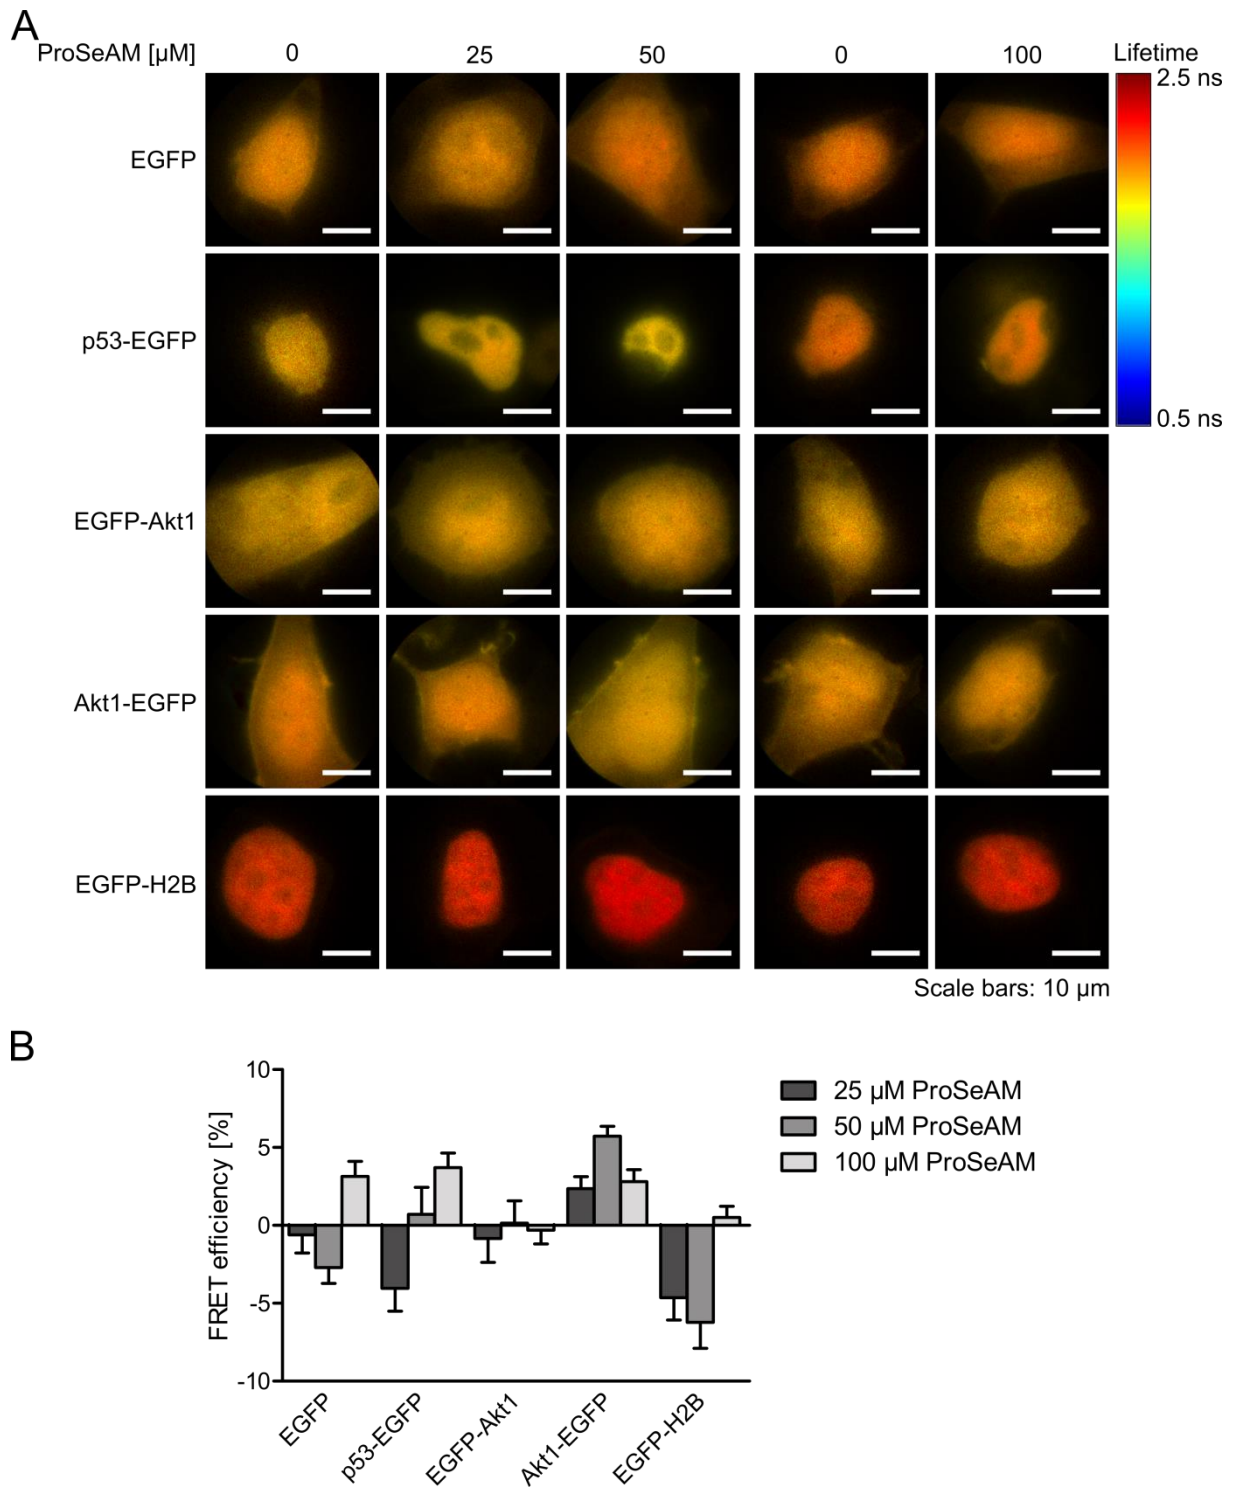 A
ProSeAM [µM] 0 25 50 0 100 Lifetime
2.5 ns
EGFP
p53-EGFP
0.5 ns
EGFP-Akt1
Akt1-EGFP
EGFP-H2B
Scale bars: 10 µm
B
10
5
0
-5
-10
FRET efficiency [%]
25 µM ProSeAM
50 µM ProSeAM
100 µM ProSeAM
EGFP
p53-EGFP
EGFP-Akt1
Akt1-EGFP
EGFP-H2B